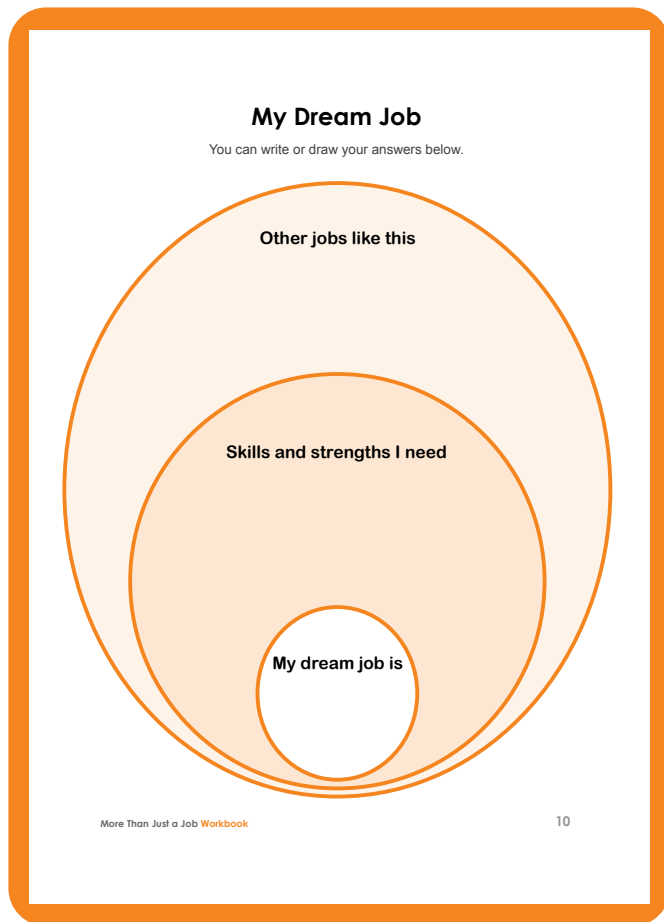 My Dream Job
You can write or draw your answers below.
Other jobs like this
Skills and strengths I need
My dream job is
More Than Just a Job Workbook
10